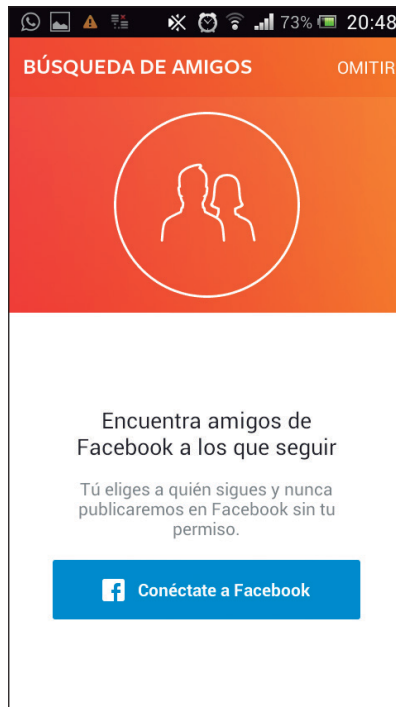 73% 20:48
BÚSQUEDA DE AMIGOS OMITIR
Encuentra amigos de
Facebook a los que seguir
Tú eliges a quién sigues y nunca
publicaremos en Facebook sin tu
permiso.
Conéctate a Facebook